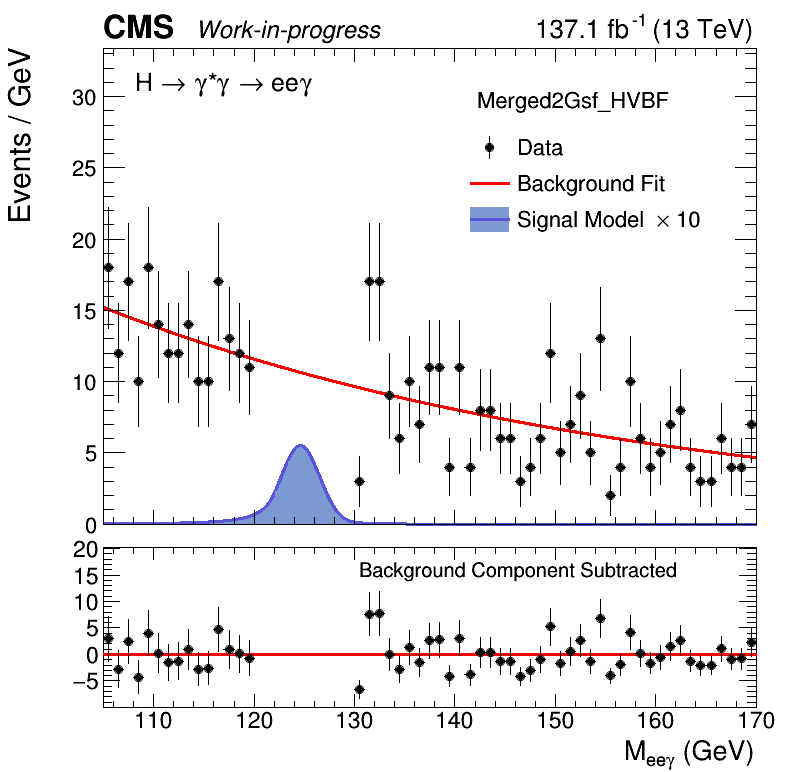 CMS Work-in-progress 137.1 fb⁻¹ (13 TeV)
H → γ*γ → eeγ
Merged2Gsf_HVBF
Data
Background Fit
Signal Model × 10
Events / GeV
30
25
20
15
10
5
0
Background Component Subtracted
20
15
10
5
0
−5
110 120 130 140 150 160 170
M_eeγ (GeV)